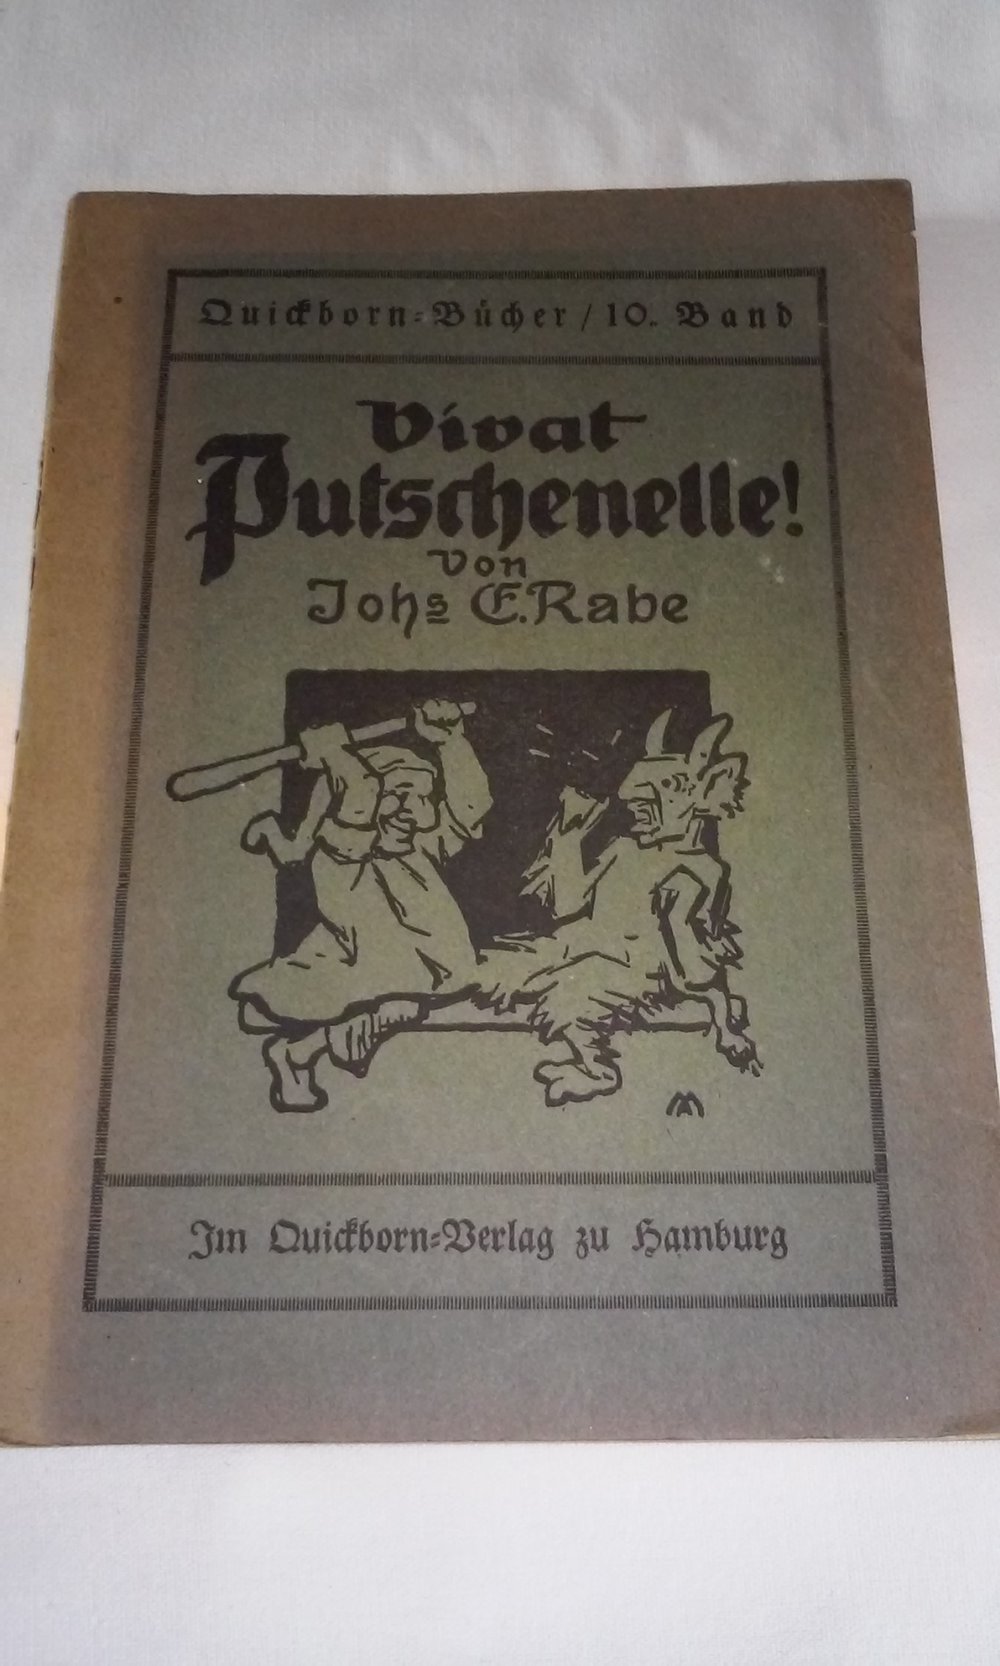 Quickborn=Bücher / 10. Band
Vivat
Putschenelle!
Von
Johs E. Rabe
Im Quickborn=Verlag zu Hamburg